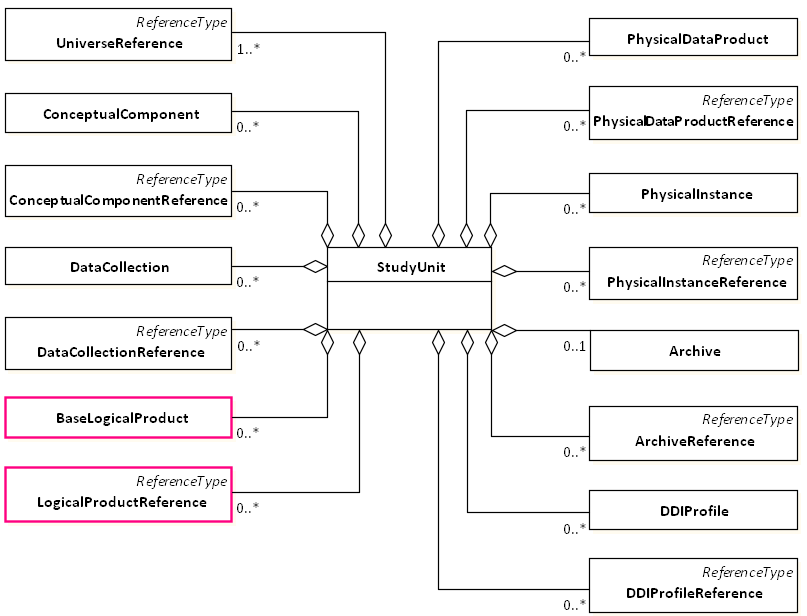 ReferenceType
UniverseReference
1..*
ConceptualComponent
0..*
ReferenceType
ConceptualComponentReference
0..*
DataCollection
0..*
ReferenceType
DataCollectionReference
0..*
BaseLogicalProduct
0..*
ReferenceType
LogicalProductReference
0..*
StudyUnit
PhysicalDataProduct
0..*
ReferenceType
PhysicalDataProductReference
0..*
PhysicalInstance
0..*
ReferenceType
PhysicalInstanceReference
0..*
Archive
0..1
ReferenceType
ArchiveReference
0..*
DDIProfile
0..*
ReferenceType
DDIProfileReference
0..*